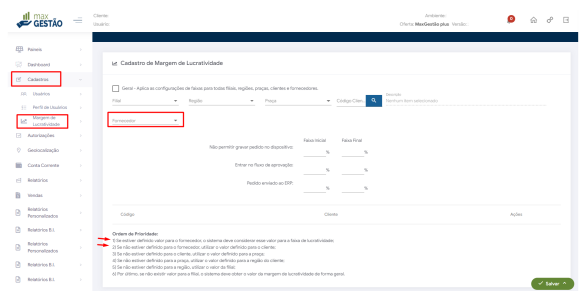 max
GESTÃO
Cliente:
Usuário:
Ambiente:
Oferta: MaxGestão plus Versão:
Painéis
Dashboard
Cadastros
Usuários
Perfil de Usuários
Margem de
Lucratividade
Autorizações
Geolocalização
Conta Corrente
Relatórios
Vendas
Relatórios
Personalizados
Relatórios B.I.
Relatórios
Personalizados
Relatórios B.I.
Relatórios B.I.
Cadastro de Margem de Lucratividade
Geral - Aplica as configurações de faixas para todas filiais, regiões, praças, clientes e fornecedores
Filial
Região
Praça
Código Clien...
Nenhum item selecionado
Fornecedor
Faixa Inicial Faixa Final
Não permitir gravar pedido no dispositivo: % %
Entrar no fluxo de aprovação: % %
Pedido enviado ao ERP: % %
Código Cliente Ações
Ordem de Prioridade:
1) Se estiver definido valor para o fornecedor, o sistema deve considerar esse valor para a faixa de lucratividade;
2) Se não estiver definido para o fornecedor, utilizar o definido para o cliente;
3) Se não estiver definido para o cliente, utilizar o definido para a praça;
4) Se não estiver definido para a praça, utilizar o definido para a região do cliente;
5) Se não estiver definido para a região, utilizar o valor da filial;
6) Por último, se não existir valor para a filial, o sistema deve obter o valor da margem de lucratividade de forma geral.
Salvar